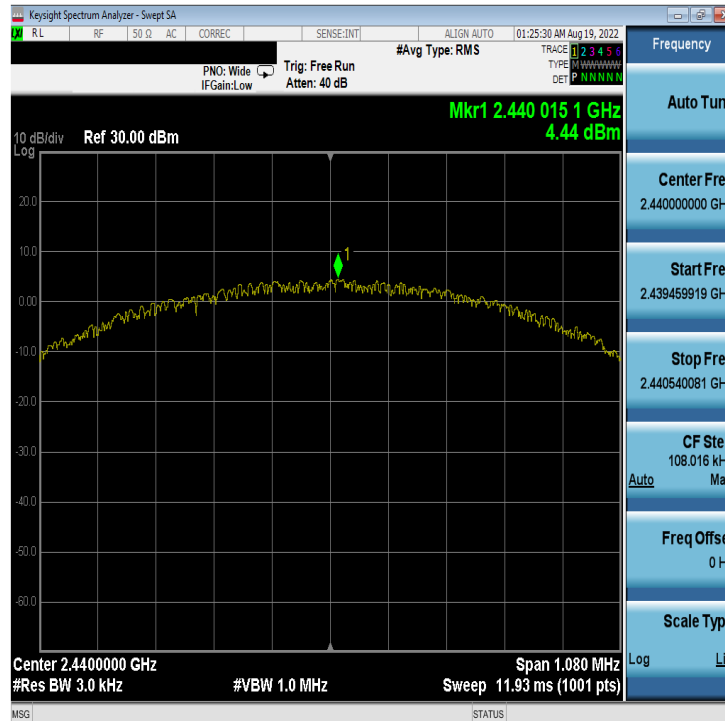 Keysight Spectrum Analyzer - Swept SA
LXI RL RF 50 Ω AC CORREC SENSE:INT ALIGN AUTO 01:25:30 AM Aug 19, 2022
#Avg Type: RMS TRACE 1 2 3 4 5 6
PNO: Wide Trig: Free Run TYPE M WWWWW
IFGain:Low Atten: 40 dB DET P N N N N N
Mkr1 2.440 015 1 GHz
4.44 dBm
10 dB/div Ref 30.00 dBm
Log
20.0
10.0
1
0.00
-10.0
-20.0
-30.0
-40.0
-50.0
-60.0
Center 2.4400000 GHz Span 1.080 MHz
#Res BW 3.0 kHz #VBW 1.0 MHz Sweep 11.93 ms (1001 pts)
MSG STATUS
Frequency
Auto Tun
Center Fre
2.440000000 GH
Start Fre
2.439459919 GH
Stop Fre
2.440540081 GH
CF Ste
108.016 kH
Auto Ma
Freq Offse
0 H
Scale Typ
Log Li